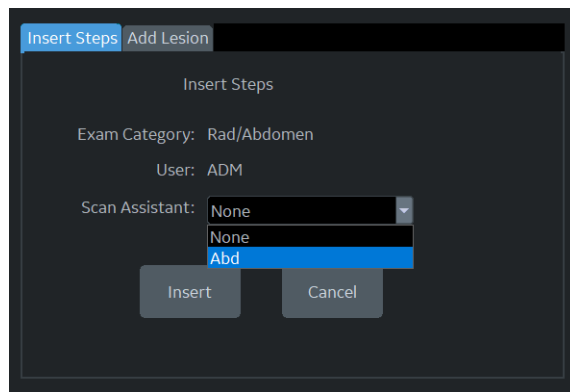 Insert Steps Add Lesion
Insert Steps
Exam Category: Rad/Abdomen
User: ADM
Scan Assistant: None
None
Abd
Insert Cancel